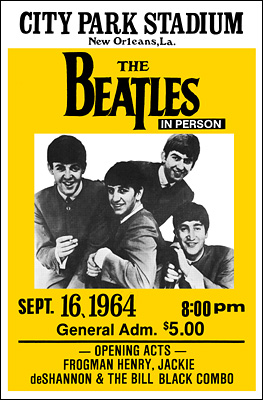 CITY PARK STADIUM
New Orleans,La.
THE
BEATLES
IN PERSON
SEPT. 16, 1964 8:00 pm
General Adm. $5.00
— OPENING ACTS —
FROGMAN HENRY, JACKIE
deSHANNON & THE BILL BLACK COMBO